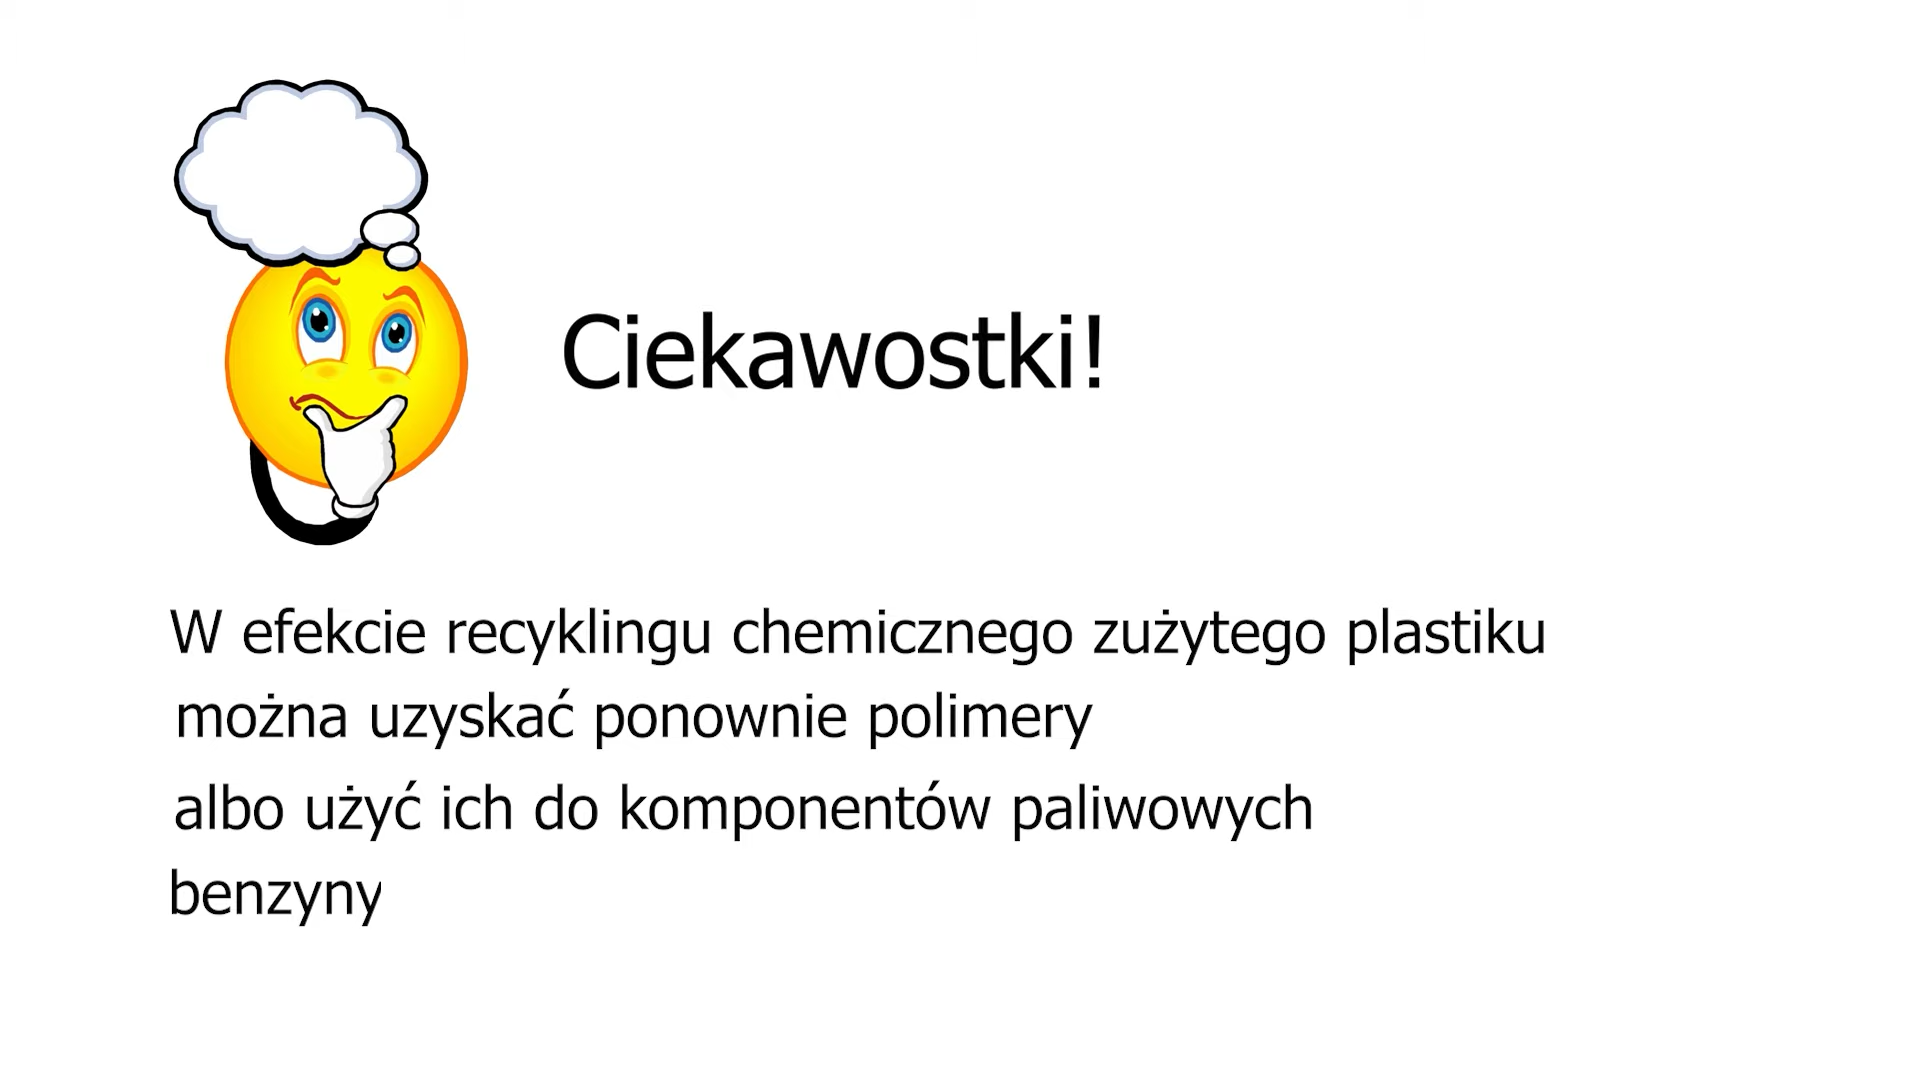 Ciekawostki!
W efekcie recyklingu chemicznego zużytego plastiku
można uzyskać ponownie polimery
albo użyć ich do komponentów paliwowych
benzyny